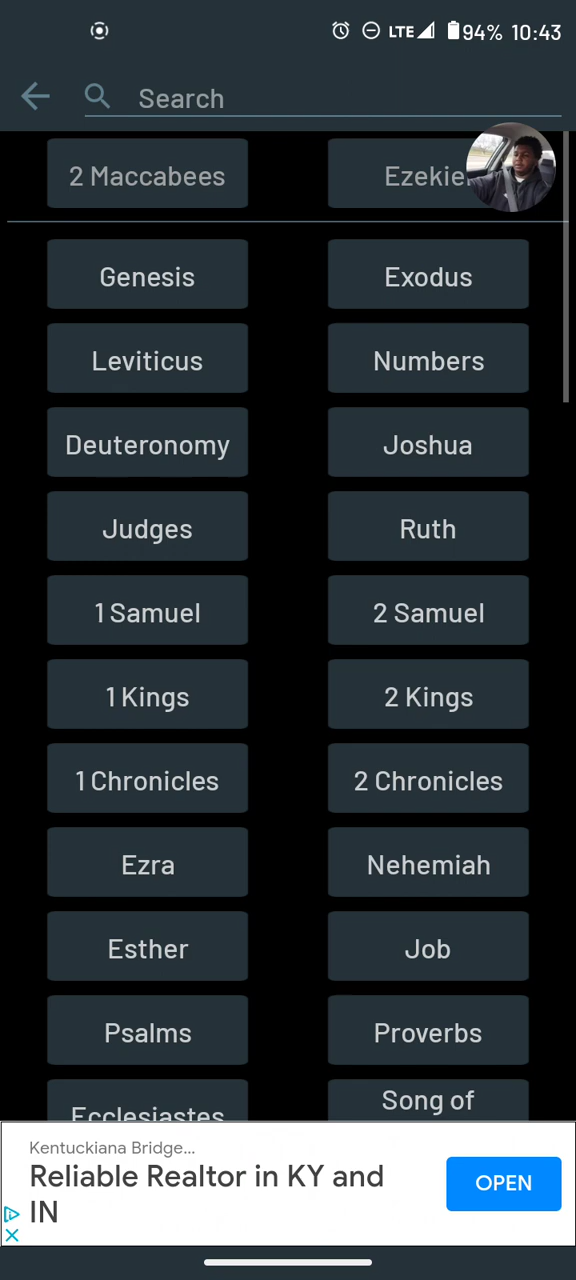 LTE 94% 10:43
Search
2 Maccabees
Genesis Exodus
Leviticus Numbers
Deuteronomy Joshua
Judges Ruth
1 Samuel 2 Samuel
1 Kings 2 Kings
1 Chronicles 2 Chronicles
Ezra Nehemiah
Esther Job
Psalms Proverbs
Ecclesiastes Song of
Kentuckiana Bridge...
Reliable Realtor in KY and
IN
OPEN